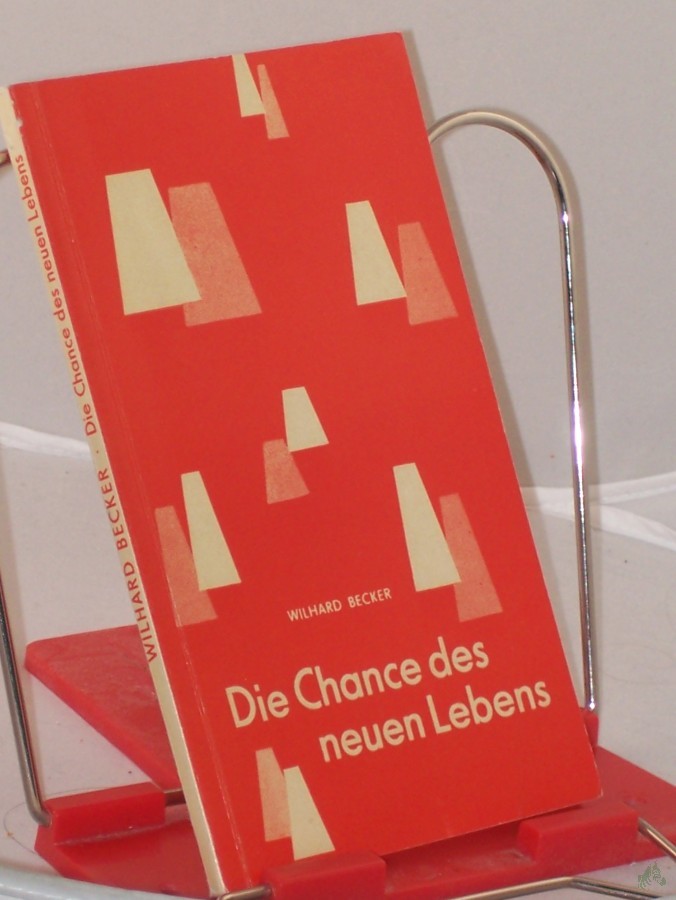 WILHARD BECKER · Die Chance des neuen Lebens
WILHARD BECKER
Die Chance des
neuen Lebens